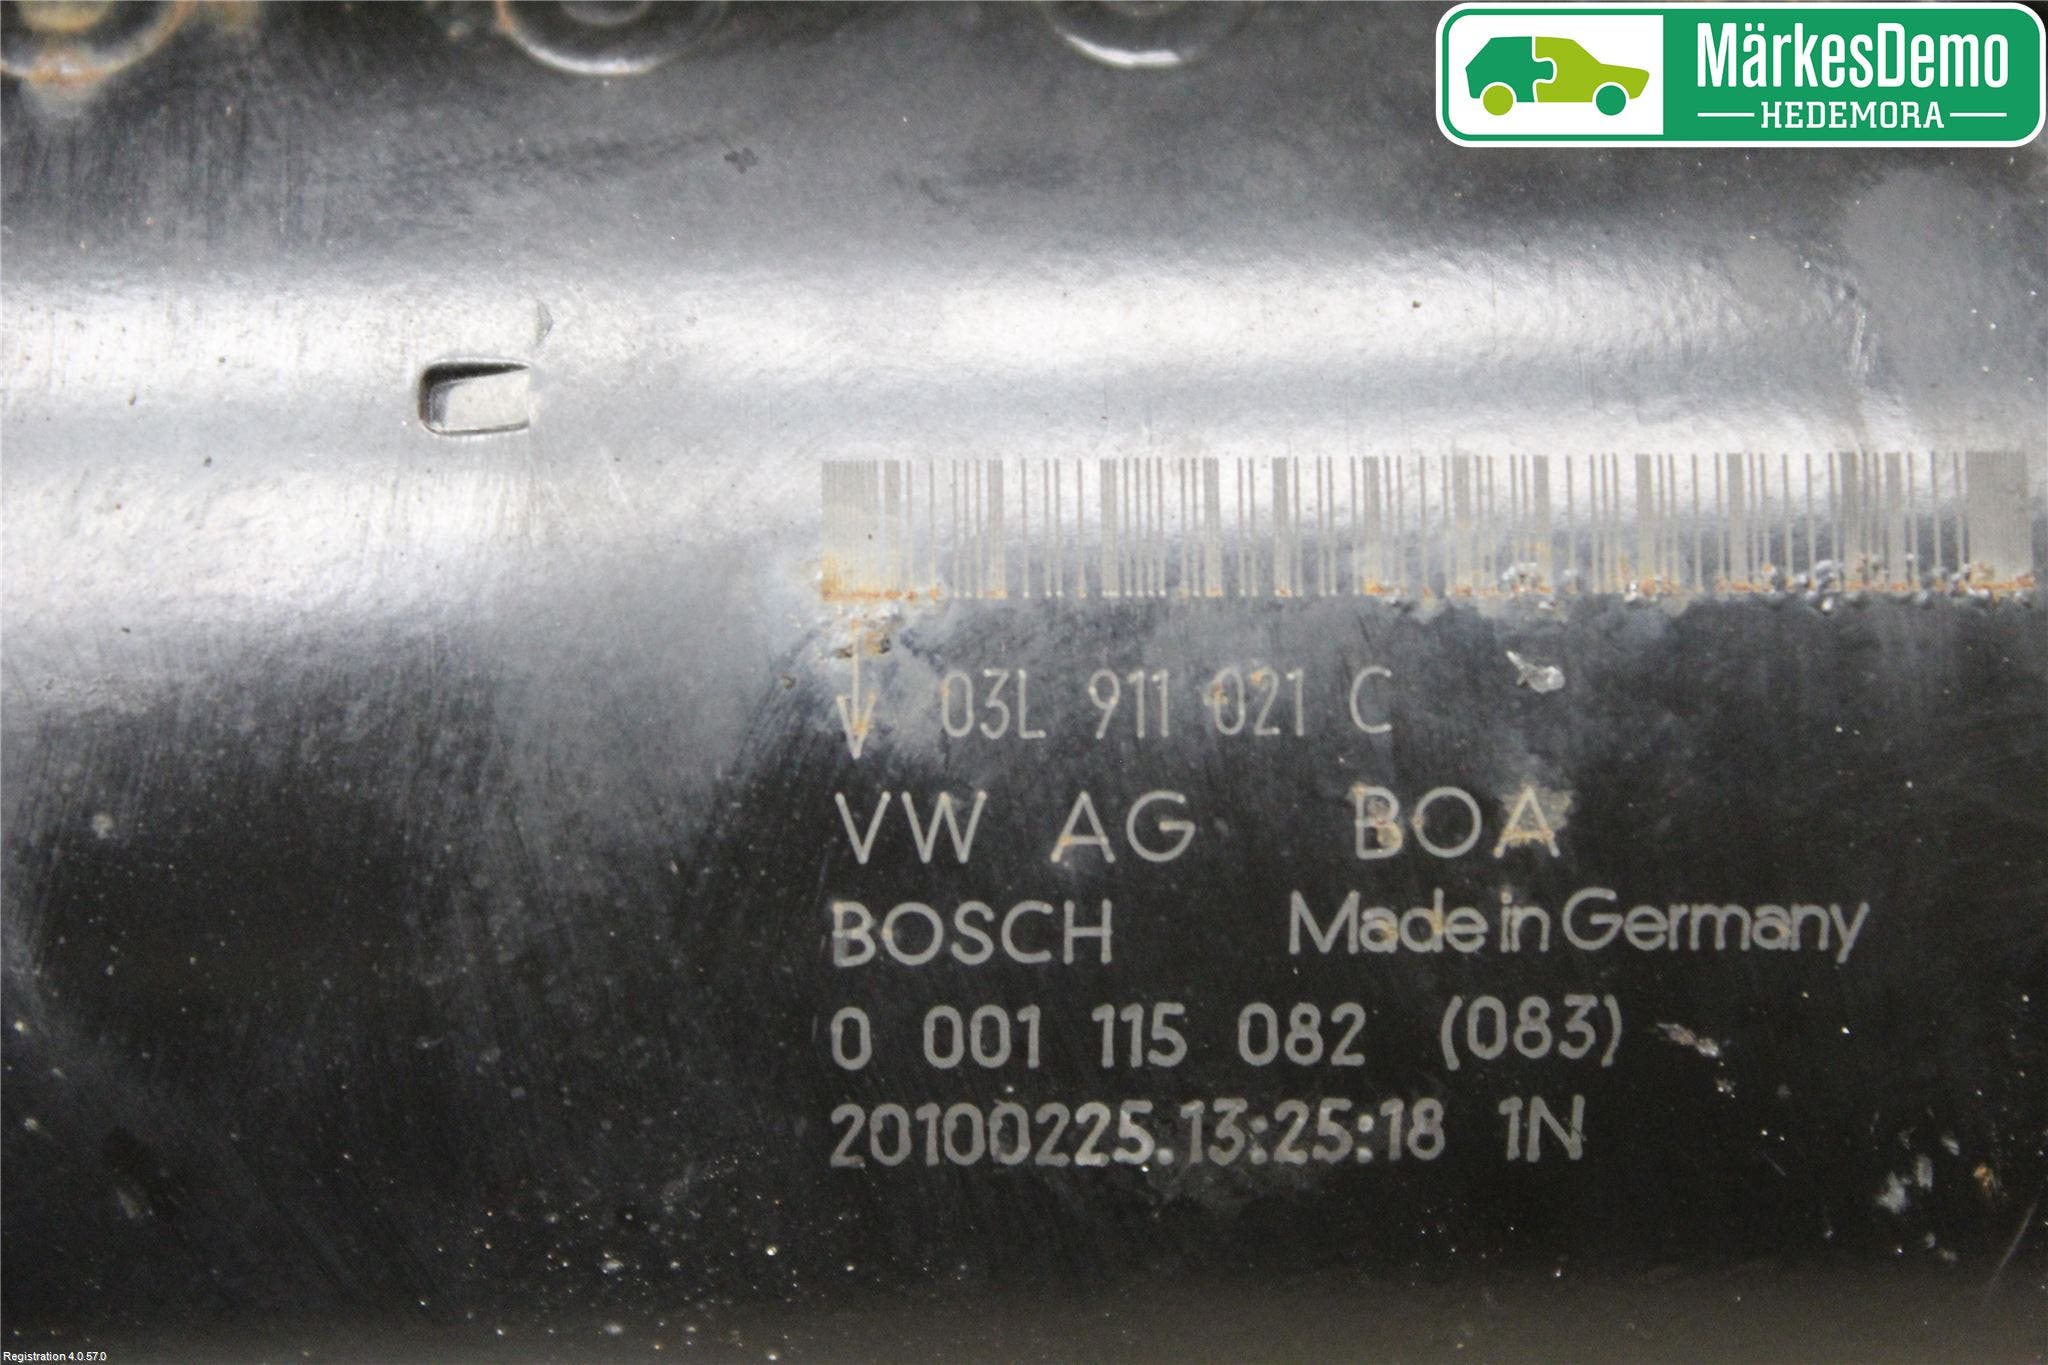 MärkesDemo
HEDEMORA
03L 911 021 C
VW AG BOA
BOSCH Made in Germany
0 001 115 082 (083)
20100225.13:25:18 1N
Registration 4.0.57.0